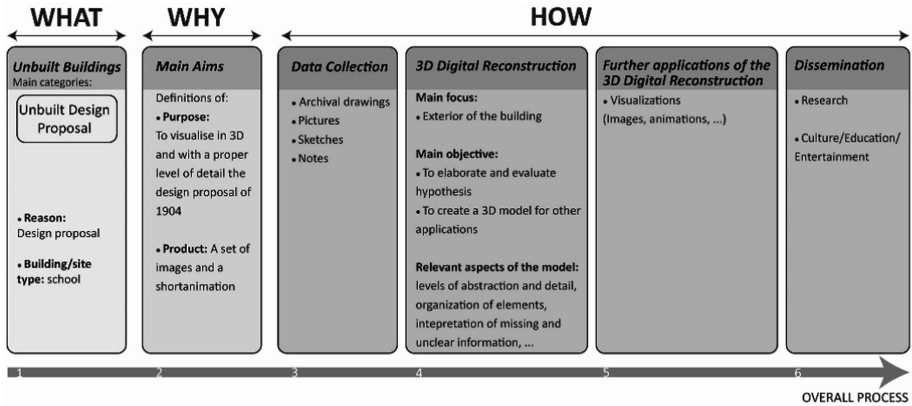 WHAT
WHY
HOW
Unbuilt Buildings
Main categories:
Unbuilt Design
Proposal
• Reason:
Design proposal
• Building/site
type: school
Main Aims
Definitions of:
• Purpose:
To visualise in 3D
and with a proper
level of detail the
design proposal of
1904
• Product: A set of
images and a
shortanimation
Data Collection
• Archival drawings
• Pictures
• Sketches
• Notes
3D Digital Reconstruction
Main focus:
• Exterior of the building
Main objective:
• To elaborate and evaluate
hypothesis
• To create a 3D model for other
applications
Relevant aspects of the model:
levels of abstraction and detail,
organization of elements,
intepretation of missing and
unclear information, ...
Further applications of the
3D Digital Reconstruction
• Visualizations
(Images, animations, ...)
Dissemination
• Research
• Culture/Education/
Entertainment
1
2
3
4
5
6
OVERALL PROCESS